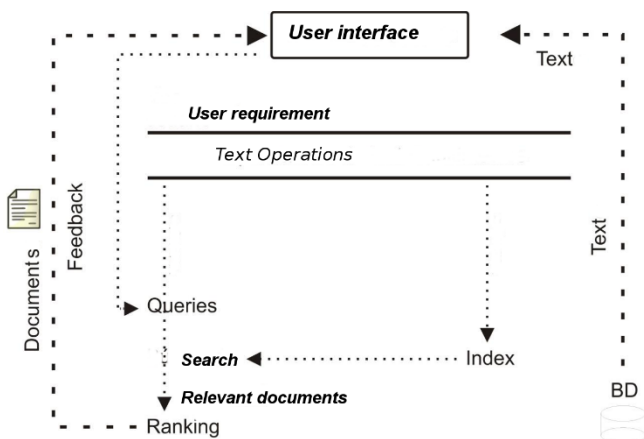 User interface
Text
User requirement
Text Operations
Documents
Feedback
Text
Queries
Search
Index
Relevant documents
BD
Ranking